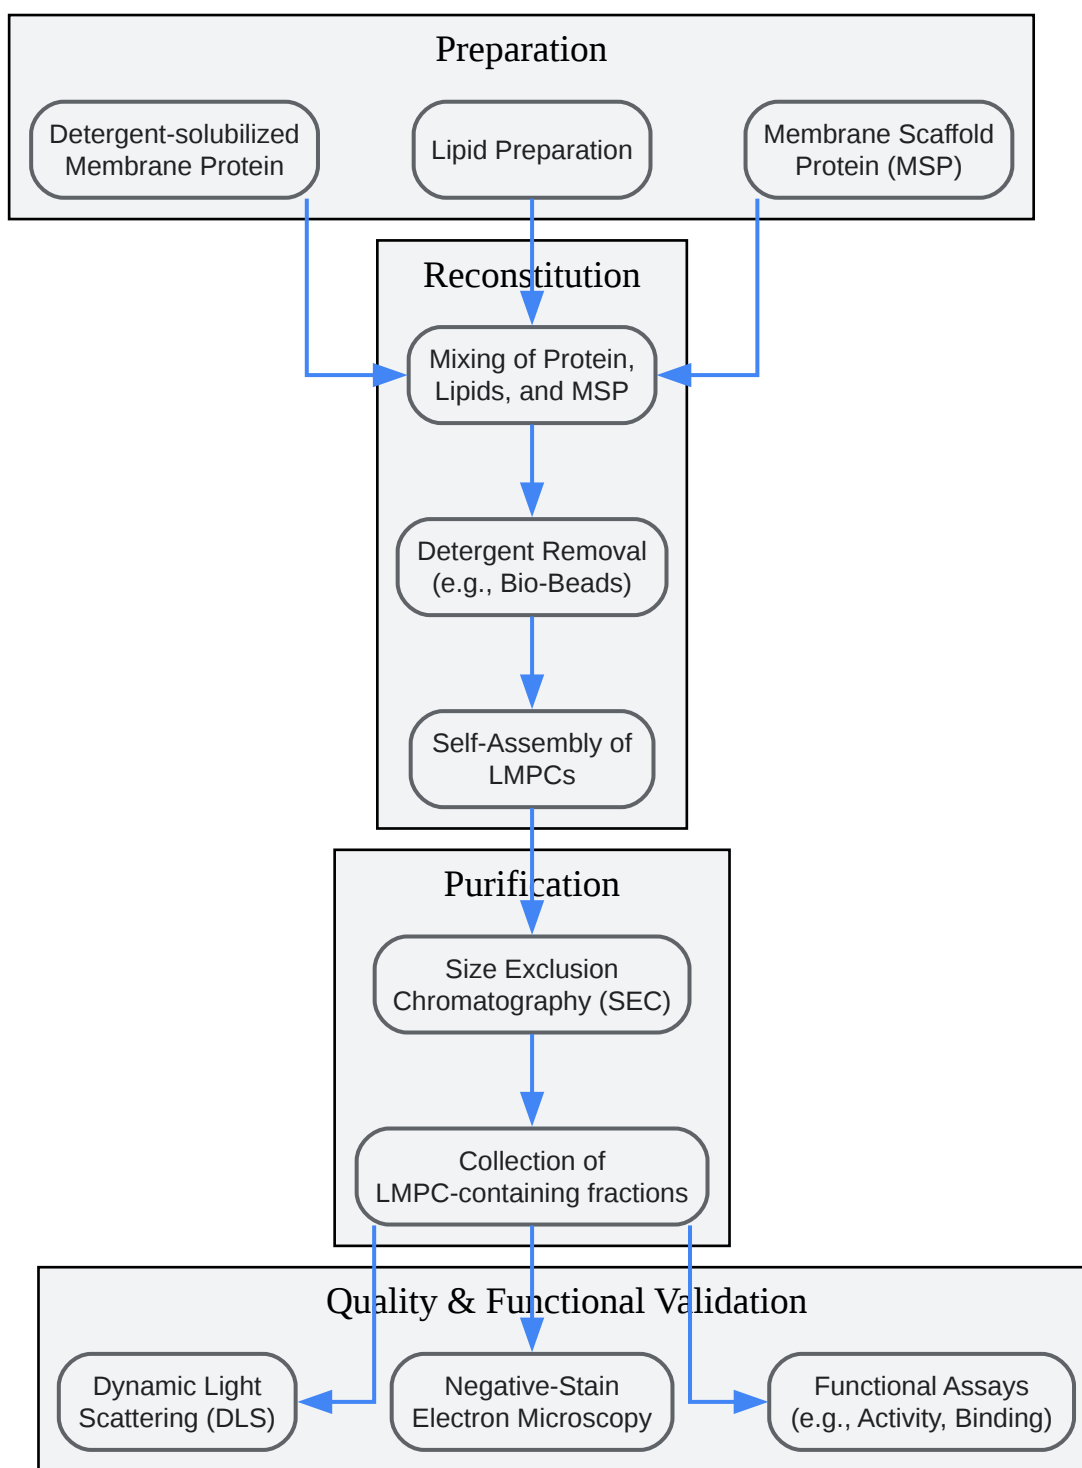 Preparation
Detergent-solubilized
Membrane Protein
Lipid Preparation
Membrane Scaffold
Protein (MSP)
Reconstitution
Mixing of Protein,
Lipids, and MSP
Detergent Removal
(e.g., Bio-Beads)
Self-Assembly of
LMPCs
Purification
Size Exclusion
Chromatography (SEC)
Collection of
LMPC-containing fractions
Quality & Functional Validation
Dynamic Light
Scattering (DLS)
Negative-Stain
Electron Microscopy
Functional Assays
(e.g., Activity, Binding)